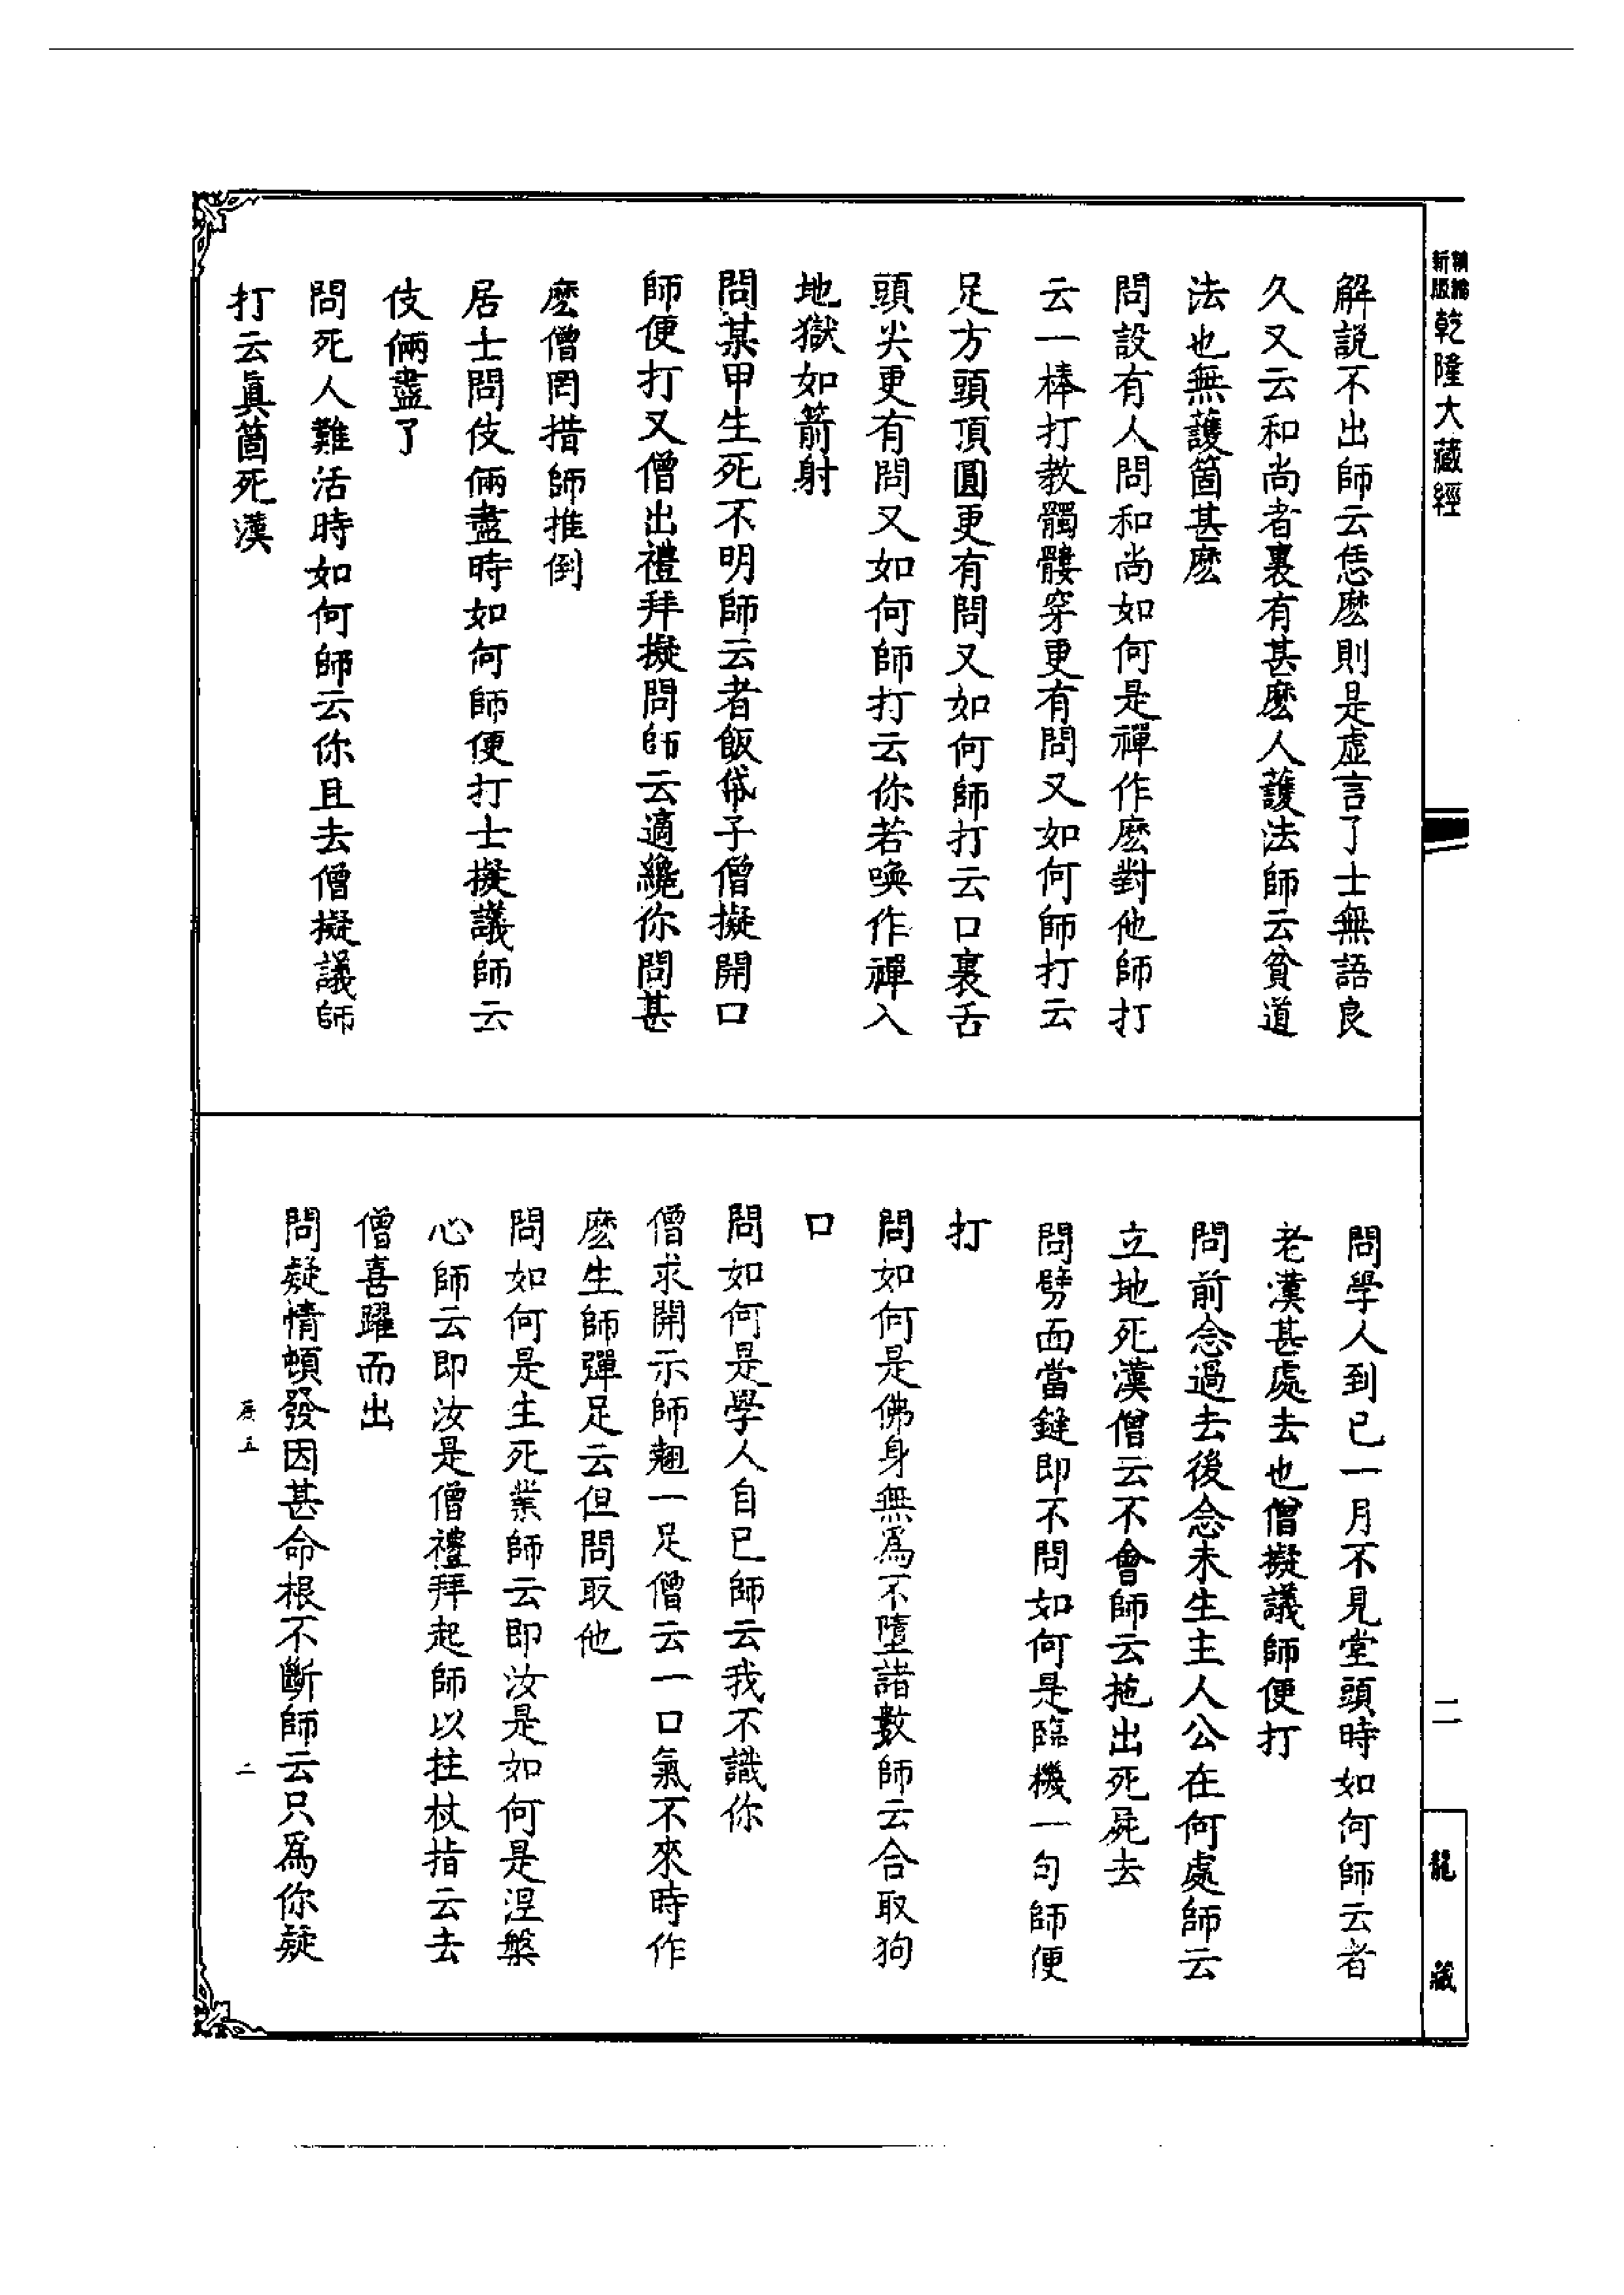 新版
精縮
乾隆大藏經
二
龍藏
解說不出師云恁麽則是虛言了士無語良
久又云和尚者裏有甚麽人護法師云貧道
法也無護箇甚麽
問設有人問和尚如何是禪作麽對他師打
云一棒打教髑髏穿更有問又如何師打云
足方頭頂圓更有問又如何師打云口裏舌
頭尖更有問又如何師打云你若喚作禪入
地獄如箭射
問某甲生死不明師云者飯帒子僧擬開口
師便打又僧出禮拜擬問師云適纔你問甚
麽僧罔措師推倒
居士問伎倆盡時如何師便打士擬議師云
伎倆盡了
問死人難活時如何師云你且去僧擬議師
打云眞箇死漢
問學人到已一月不見堂頭時如何師云者
老漢甚處去也僧擬議師便打
問前念過去後念未生主人公在何處師云
立地死漢僧云不會師云拖出死屍去
問劈面當鏈即不問如何是臨機一句師便
打
問如何是佛身無爲不墮諸數師云合取狗
口
問如何是學人自已師云我不識你
僧求開示師翹一足僧云一口氣不來時作
麽生師彈足云但問取他
問如何是生死業師云即汝是如何是涅槃
心師云即汝是僧禮拜起師以拄杖指云去
僧喜躍而出
問疑情頓發因甚命根不斷師云只爲你疑
五
二